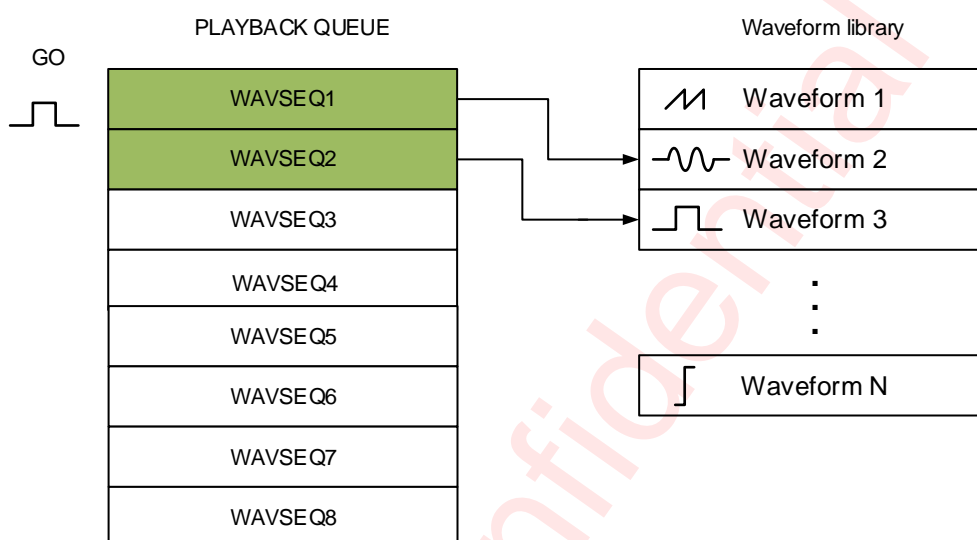 PLAYBACK QUEUE
Waveform library
GO
WAVSEQ1
WAVSEQ2
WAVSEQ3
WAVSEQ4
WAVSEQ5
WAVSEQ6
WAVSEQ7
WAVSEQ8
Waveform 1
Waveform 2
Waveform 3
Waveform N
nfidential